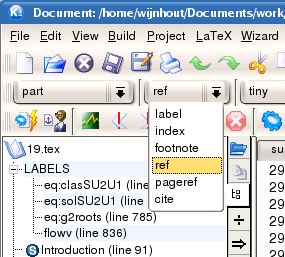 Document: /home/wijnhout/Documents/work,
File Edit View Build Project LaTeX Wizard
part ref tiny
label
index
footnote
ref
pageref
cite
19.tex
LABELS
eq:clasSU2U1 (line
eq:solSU2U1 (line
eq:g2roots (line 785)
flowv (line 836)
Introduction (line 91)
su
29
29
29
29
29
29